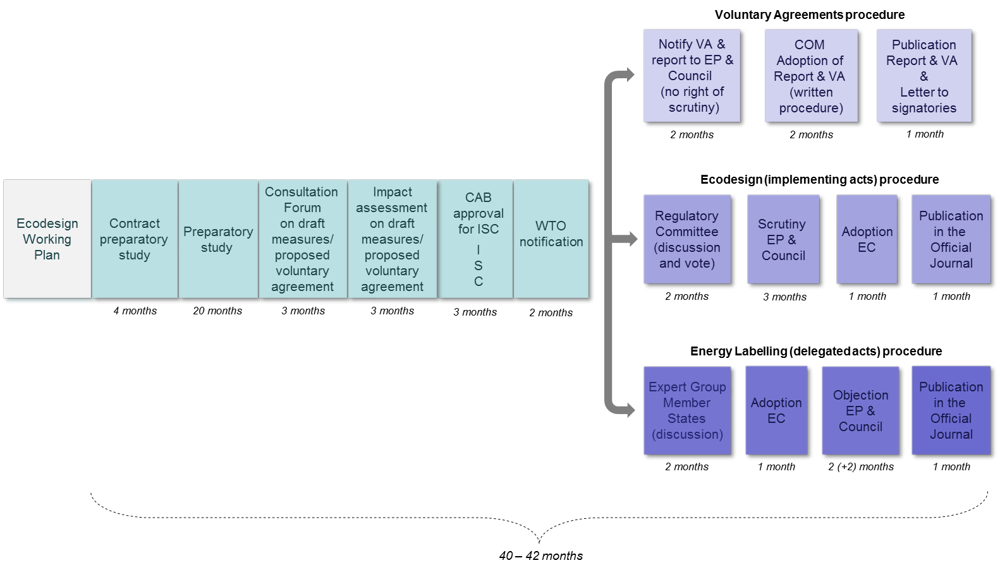 Voluntary Agreements procedure
Notify VA &
report to EP &
Council
(no right of
scrutiny)
2 months
COM
Adoption of
Report & VA
(written
procedure)
2 months
Publication
Report & VA
&
Letter to
signatories
1 month
Ecodesign
Working
Plan
Contract
preparatory
study
4 months
Preparatory
study
20 months
Consultation
Forum
on draft
measures/
proposed
voluntary
agreement
3 months
Impact
assessment
on draft
measures/
proposed
voluntary
agreement
3 months
CAB
approval
for ISC
I
S
C
3 months
WTO
notification
2 months
Ecodesign (implementing acts) procedure
Regulatory
Committee
(discussion
and vote)
2 months
Scrutiny
EP &
Council
3 months
Adoption
EC
1 month
Publication
in the
Official
Journal
1 month
Energy Labelling (delegated acts) procedure
Expert Group
Member
States
(discussion)
2 months
Adoption
EC
1 month
Objection
EP &
Council
2 (+2) months
Publication
in the
Official
Journal
1 month
40 – 42 months